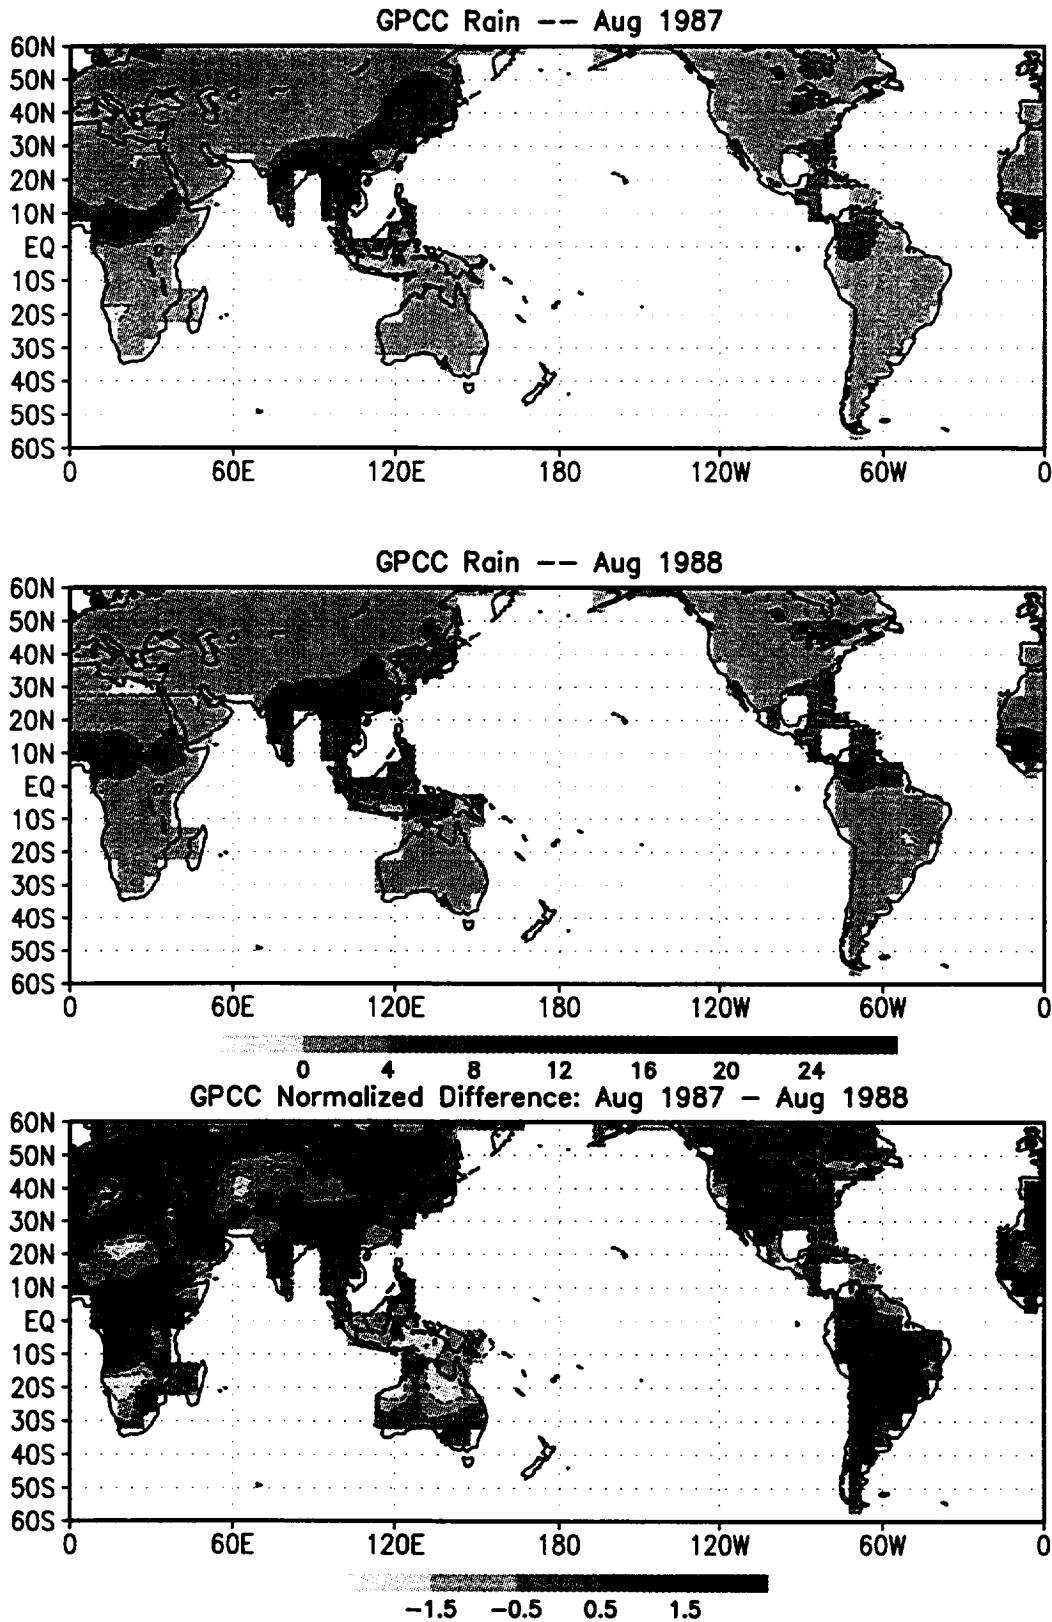 GPCC Rain -- Aug 1987
60N
50N
40N
30N
20N
10N
EQ
10S
20S
30S
40S
50S
60S
0 60E 120E 180 120W 60W 0
GPCC Rain -- Aug 1988
60N
50N
40N
30N
20N
10N
EQ
10S
20S
30S
40S
50S
60S
0 60E 120E 180 120W 60W 0
0 4 8 12 16 20 24
GPCC Normalized Difference: Aug 1987 - Aug 1988
60N
50N
40N
30N
20N
10N
EQ
10S
20S
30S
40S
50S
60S
0 60E 120E 180 120W 60W 0
-1.5 -0.5 0.5 1.5